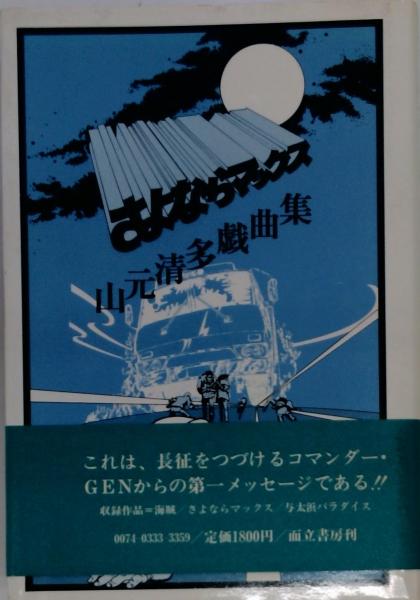 さよならマックス
山元清多戯曲集
これは、長征をつづけるコマンダー・
GENからの第一メッセージである!!
収録作品=海賊/さよならマックス/与太浜パラダイス
0074-0333-3359/定価1800円/而立書房刊